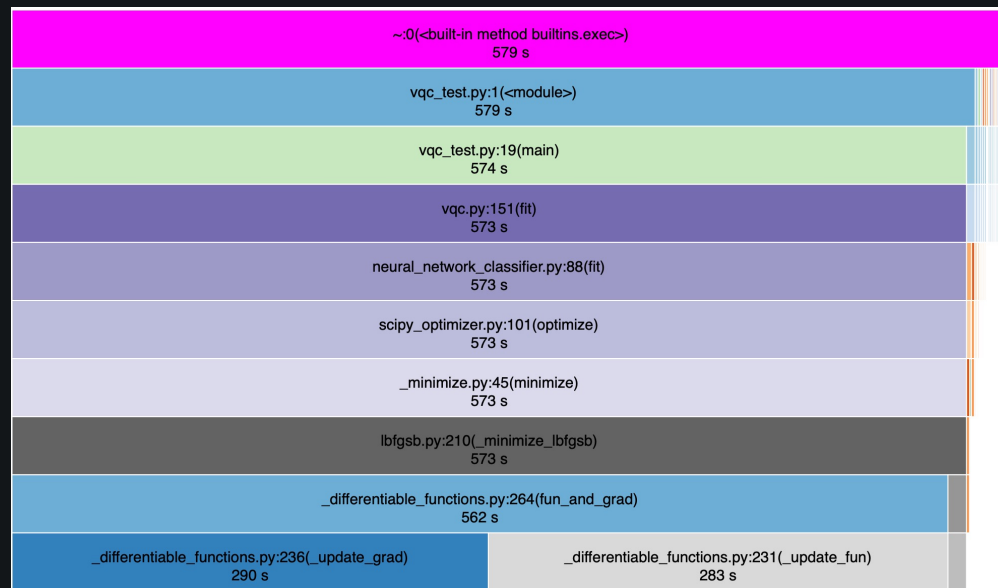 ~:0(<built-in method builtins.exec>)
579 s
vqc_test.py:1(<module>)
579 s
vqc_test.py:19(main)
574 s
vqc.py:151(fit)
573 s
neural_network_classifier.py:88(fit)
573 s
scipy_optimizer.py:101(optimize)
573 s
_minimize.py:45(minimize)
573 s
lbfgsb.py:210(_minimize_lbfgsb)
573 s
_differentiable_functions.py:264(fun_and_grad)
562 s
_differentiable_functions.py:236(_update_grad)
290 s
_differentiable_functions.py:231(_update_fun)
283 s